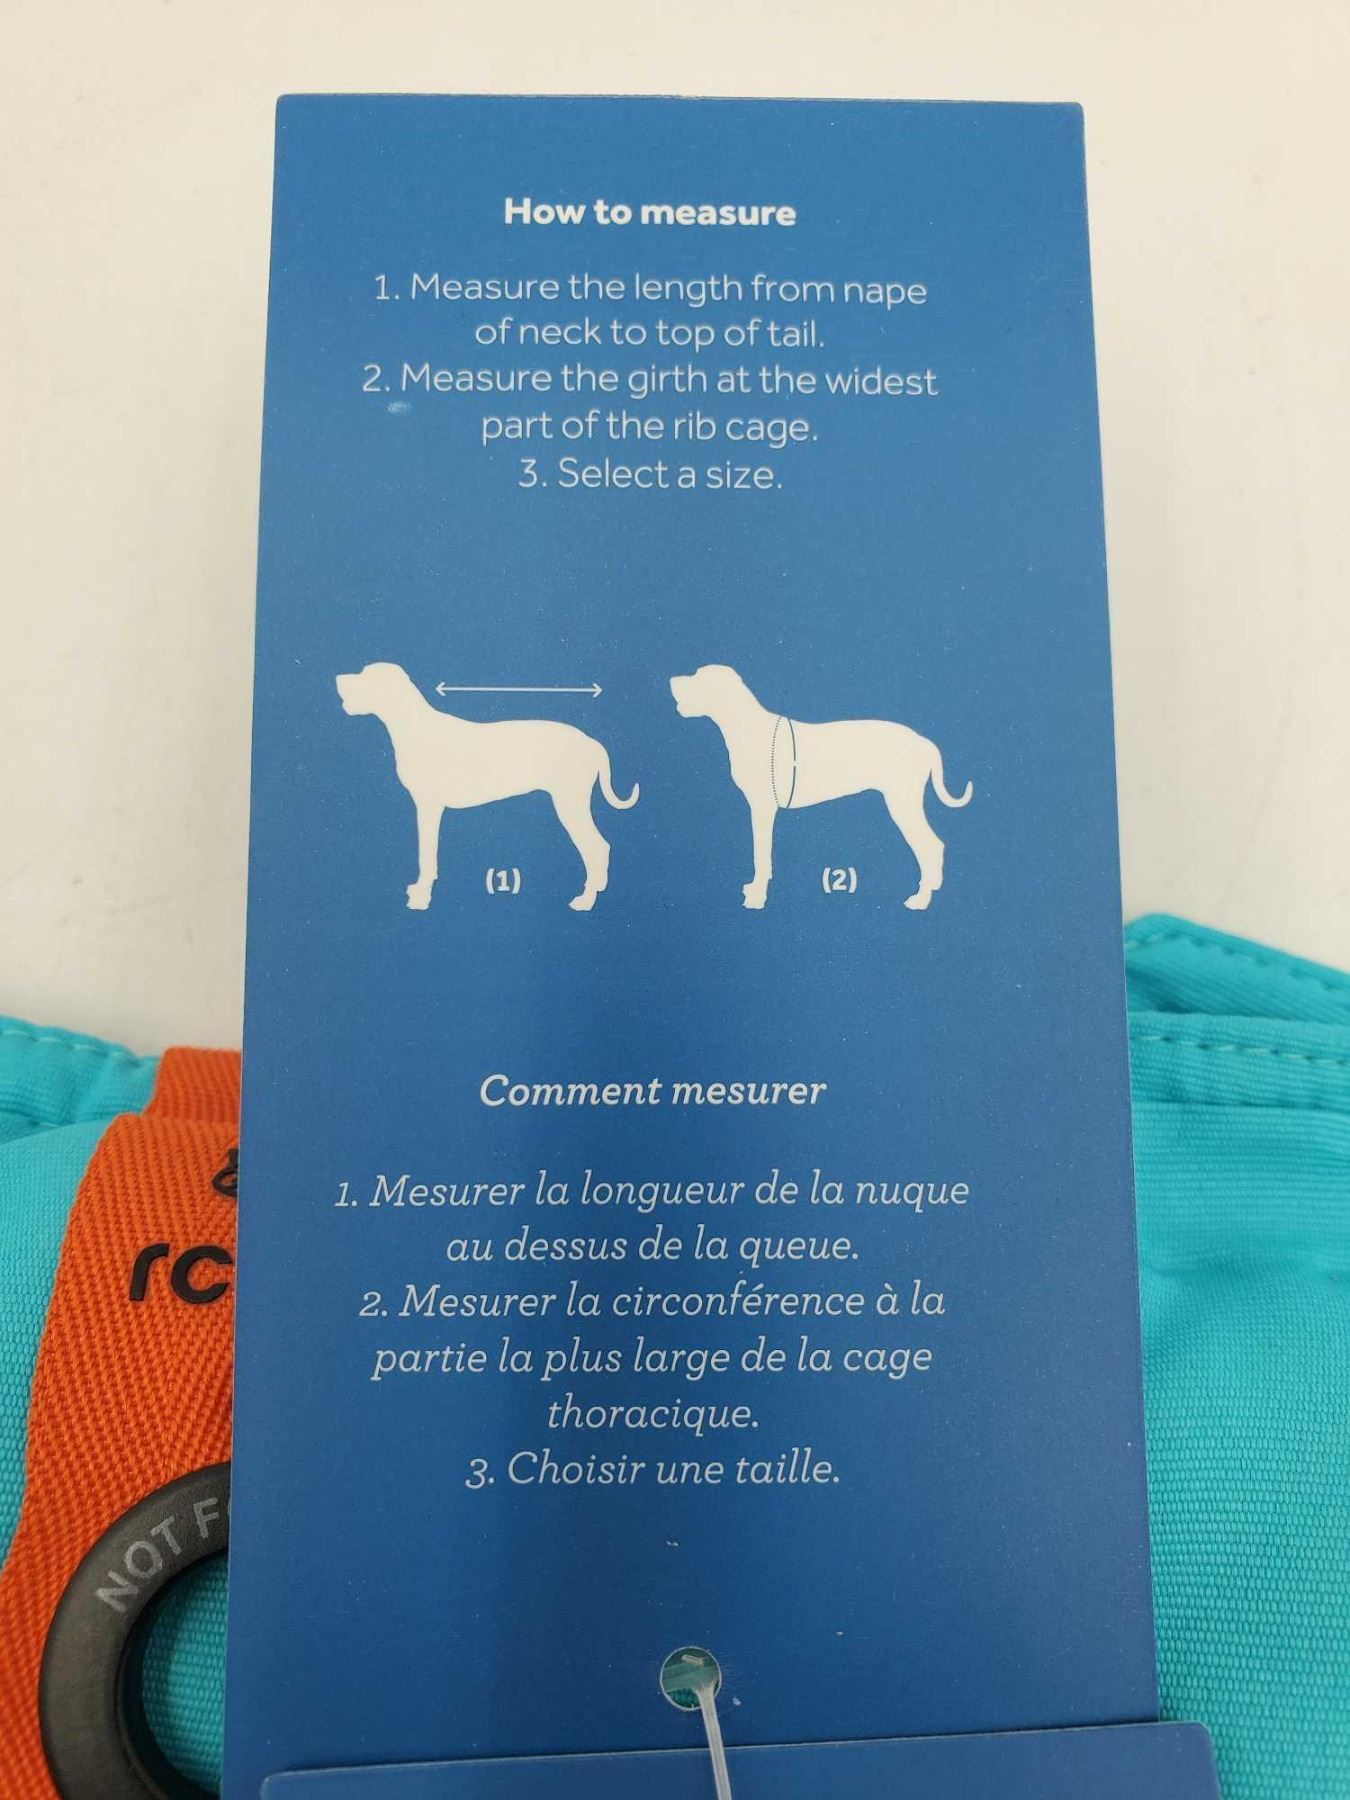 How to measure
1. Measure the length from nape
of neck to top of tail.
2. Measure the girth at the widest
part of the rib cage.
3. Select a size.
(1)
(2)
Comment mesurer
1. Mesurer la longueur de la nuque
au dessus de la queue.
2. Mesurer la circonférence à la
partie la plus large de la cage
thoracique.
3. Choisir une taille.
rc
NOT